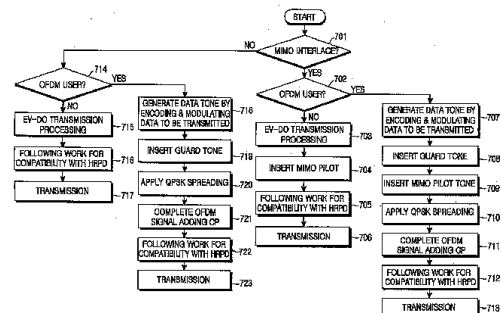 START
MIMO INTERFACE?
701
NO
YES
714
OFDM USER?
YES
NO
702
OFDM USER?
YES
NO
EV-DO TRANSMISSION
PROCESSING
715
FOLLOWING WORK FOR
COMPATIBILITY WITH HRPD
716
TRANSMISSION
717
GENERATE DATA TONE BY
ENCODING & MODULATING
DATA TO BE TRANSMITTED
718
INSERT GUARD TONE
719
APPLY QPSK SPREADING
720
COMPLETE OFDM
SIGNAL ADDING CP
721
FOLLOWING WORK FOR
COMPATIBILITY WITH HRPD
722
TRANSMISSION
723
EV-DO TRANSMISSION
PROCESSING
703
INSERT MIMO PILOT
704
FOLLOWING WORK FOR
COMPATIBILITY WITH HRPD
705
TRANSMISSION
706
GENERATE DATA TONE BY
ENCODING & MODULATING
DATA TO BE TRANSMITTED
707
INSERT GUARD TONE
708
INSERT MIMO PILOT TONE
709
APPLY QPSK SPREADING
710
COMPLETE OFDM
SIGNAL ADDING CP
711
FOLLOWING WORK FOR
COMPATIBILITY WITH HRPD
712
TRANSMISSION
713